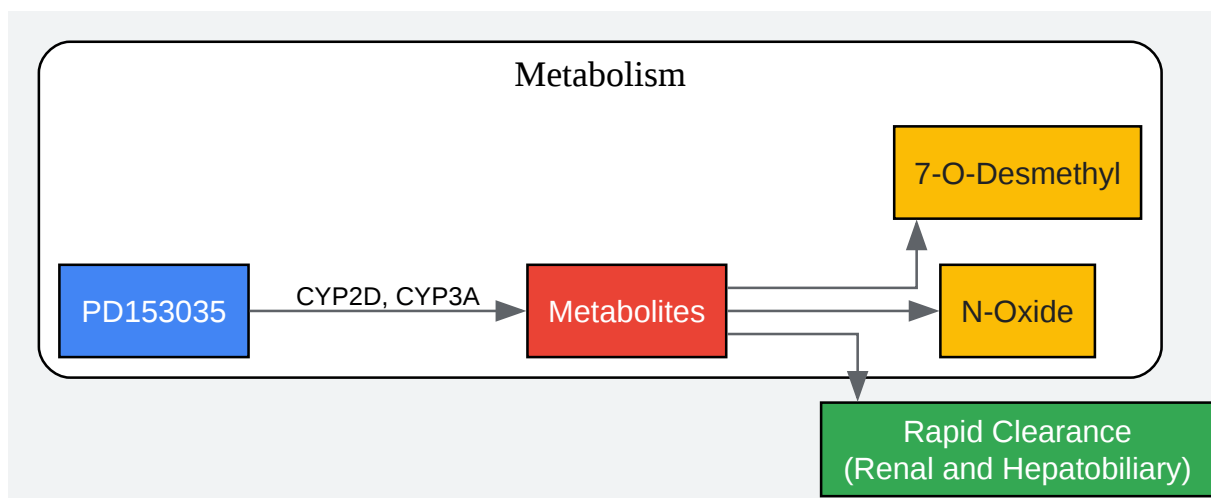 Metabolism
7-O-Desmethyl
PD153035
CYP2D, CYP3A
Metabolites
N-Oxide
Rapid Clearance
(Renal and Hepatobiliary)